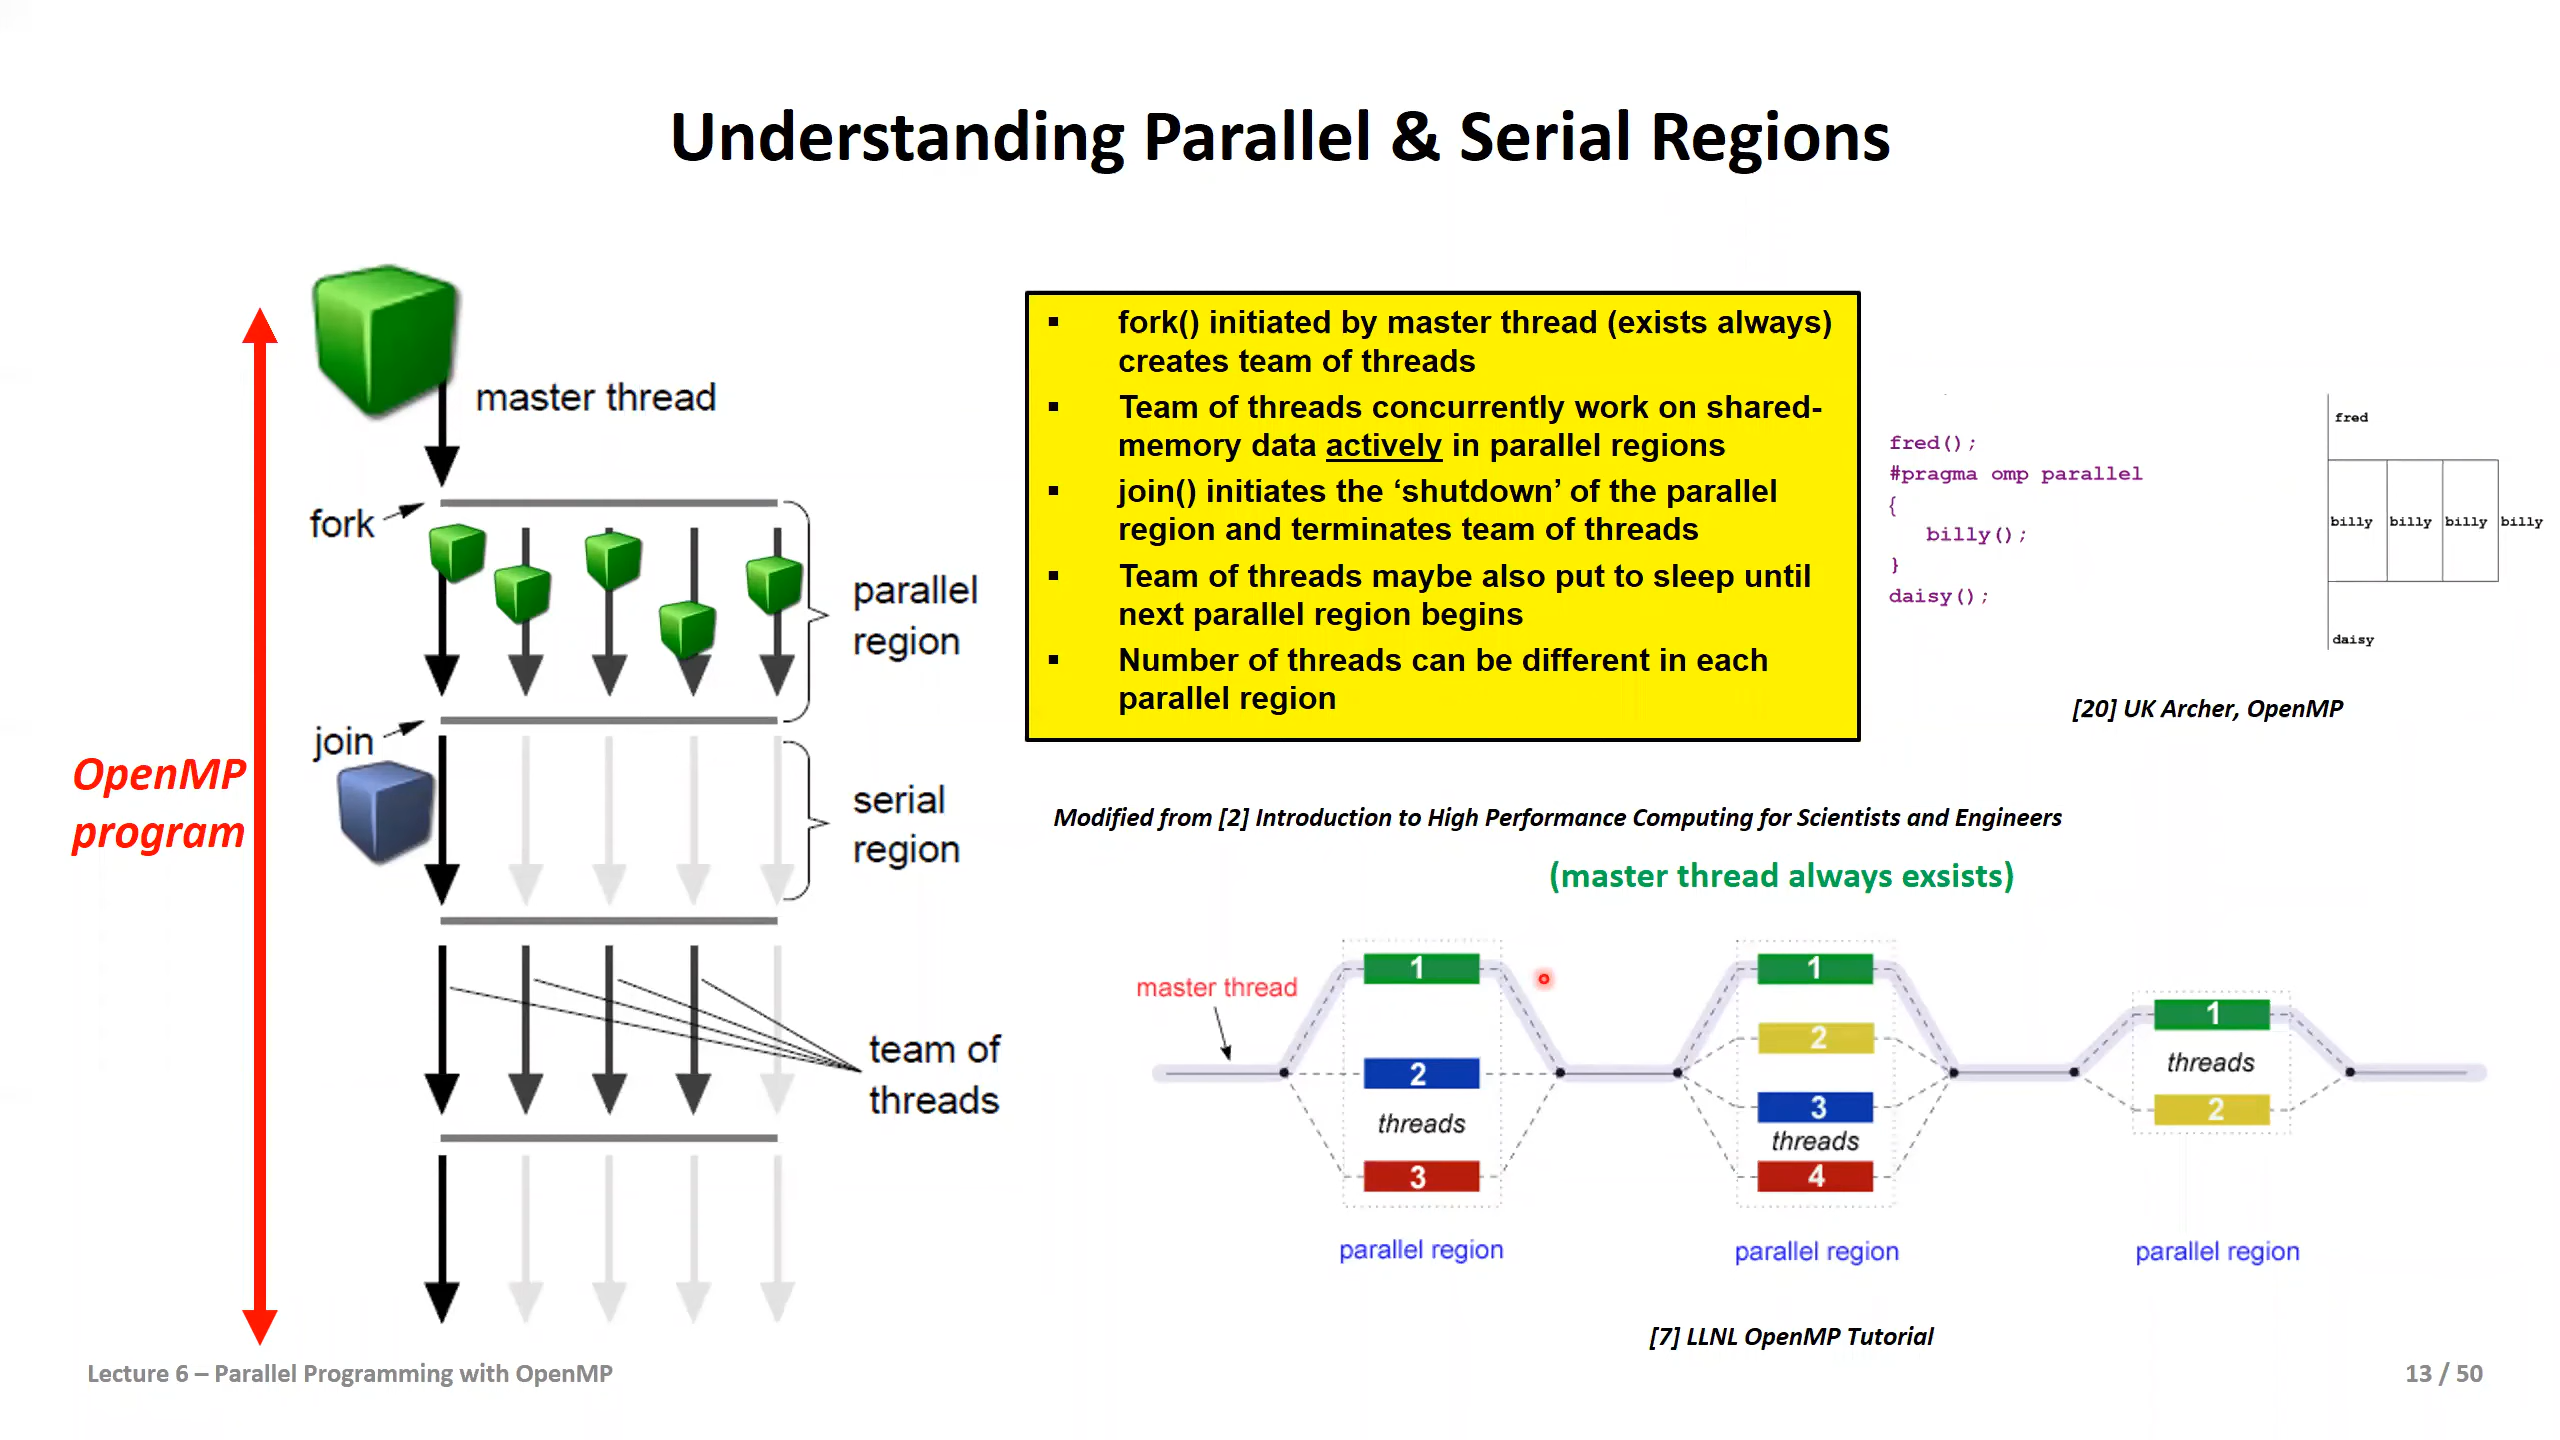 Understanding Parallel & Serial Regions
master thread
fork
parallel
region
join
serial
region
OpenMP
program
team of
threads
▪ fork() initiated by master thread (exists always)
creates team of threads
▪ Team of threads concurrently work on shared-
memory data actively in parallel regions
▪ join() initiates the ‘shutdown’ of the parallel
region and terminates team of threads
▪ Team of threads maybe also put to sleep until
next parallel region begins
▪ Number of threads can be different in each
parallel region
fred();
#pragma omp parallel
{
billy();
}
daisy();
fred
billy billy billy billy
daisy
[20] UK Archer, OpenMP
Modified from [2] Introduction to High Performance Computing for Scientists and Engineers
(master thread always exsists)
master thread
1
2
threads
3
parallel region
1
2
3
threads
4
parallel region
1
threads
2
parallel region
[7] LLNL OpenMP Tutorial
Lecture 6 – Parallel Programming with OpenMP
13 / 50